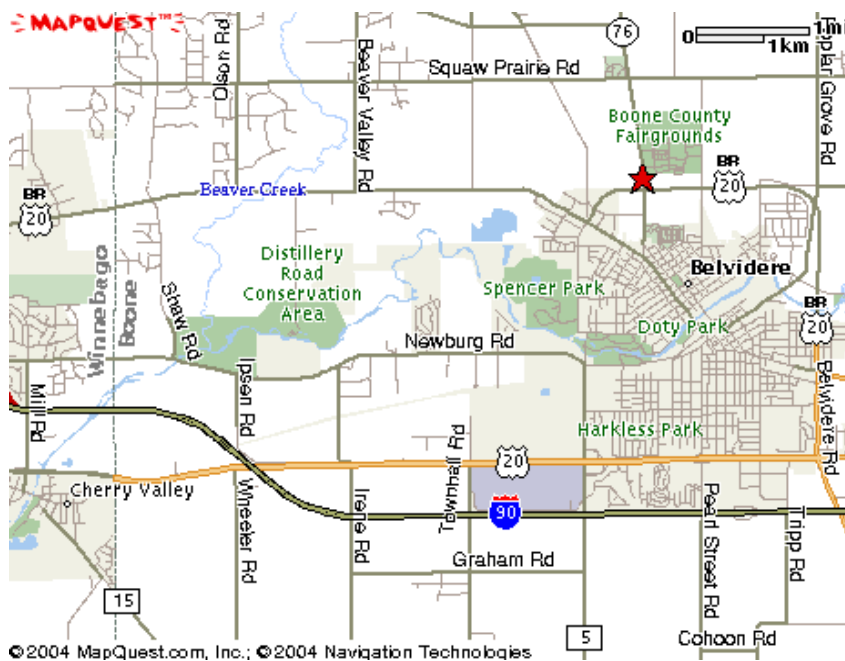 MAPQUEST™
76
0 1mi
1km
Olson Rd
Beaver Valley Rd
Squaw Prairie Rd
Poplar Grove Rd
Boone County
Fairgrounds
BR
20
Beaver Creek
BR
20
Winnebago
Boone
Distillery
Road
Conservation
Area
Spencer Park
Belvidere
Shaw Rd
Doty Park
BR
20
Newburg Rd
Mill Rd
Ipsen Rd
Belvidere Rd
Harkless Park
Townhall Rd
20
Cherry Valley
Wheeler Rd
Irene Rd
90
Pearl Street Rd
Tripp Rd
Graham Rd
15
5
Cohoon Rd
©2004 MapQuest.com, Inc.; ©2004 Navigation Technologies